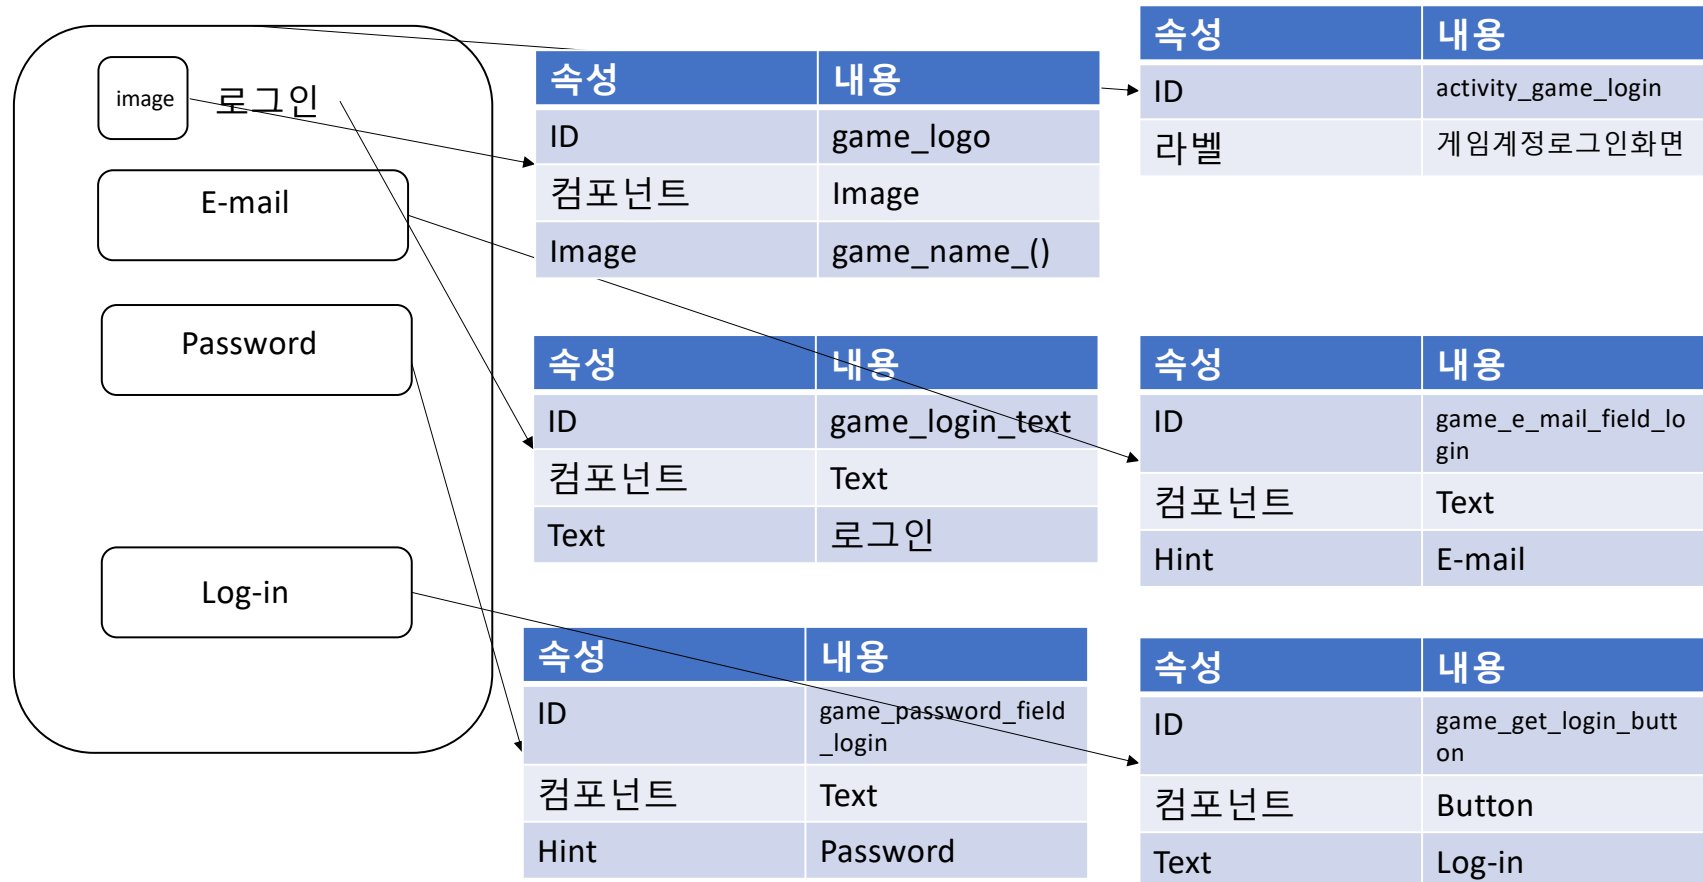 image
로그인
E-mail
Password
Log-in
속성 내용
ID game_logo
컴포넌트 Image
Image game_name_()
속성 내용
ID activity_game_login
라벨 게임계정로그인화면
속성 내용
ID game_login_text
컴포넌트 Text
Text 로그인
속성 내용
ID game_e_mail_field_lo
gin
컴포넌트 Text
Hint E-mail
속성 내용
ID game_password_field
_login
컴포넌트 Text
Hint Password
속성 내용
ID game_get_login_butt
on
컴포넌트 Button
Text Log-in